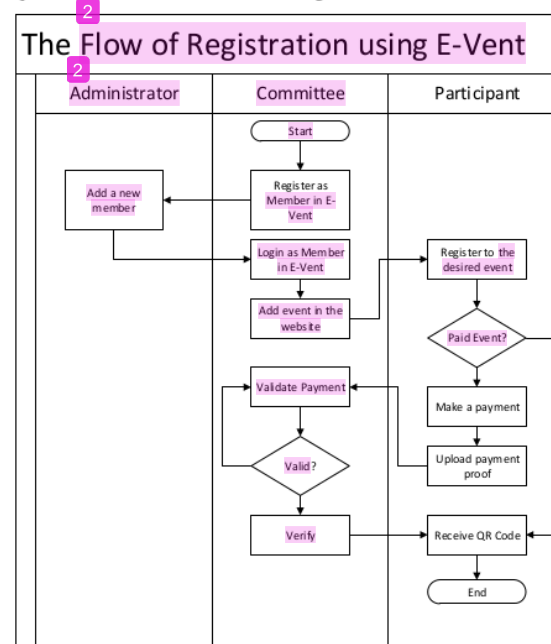 2
The Flow of Registration using E-Vent
2
Administrator
Committee
Participant
Start
Add a new
member
Register as
Member in E-
Vent
Login as Member
in E-Vent
Register to the
desired event
Add event in the
website
Paid Event?
Validate Payment
Make a payment
Valid?
Upload payment
proof
Verify
Receive QR Code
End